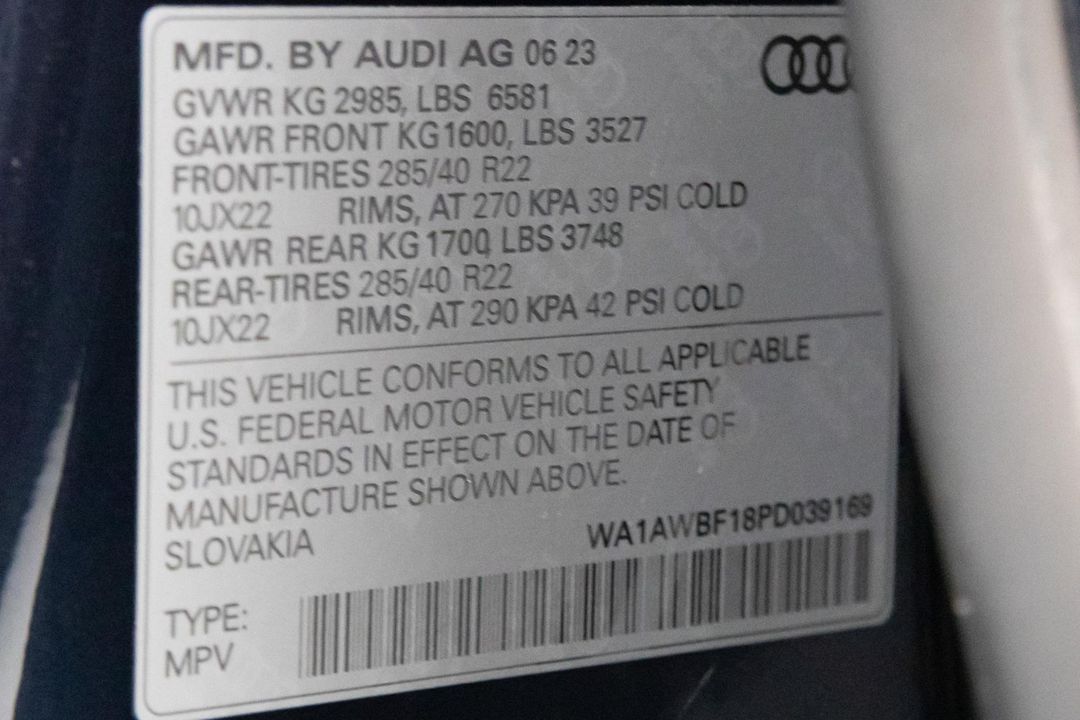 MFD. BY AUDI AG 06 23
GVWR KG 2985, LBS 6581
GAWR FRONT KG1600, LBS 3527
FRONT-TIRES 285/40 R22
10JX22 RIMS, AT 270 KPA 39 PSI COLD
GAWR REAR KG 1700, LBS 3748
REAR-TIRES 285/40 R22
10JX22 RIMS, AT 290 KPA 42 PSI COLD
THIS VEHICLE CONFORMS TO ALL APPLICABLE
U.S. FEDERAL MOTOR VEHICLE SAFETY
STANDARDS IN EFFECT ON THE DATE OF
MANUFACTURE SHOWN ABOVE.
SLOVAKIA WA1AWBF18PD039169
TYPE:
MPV